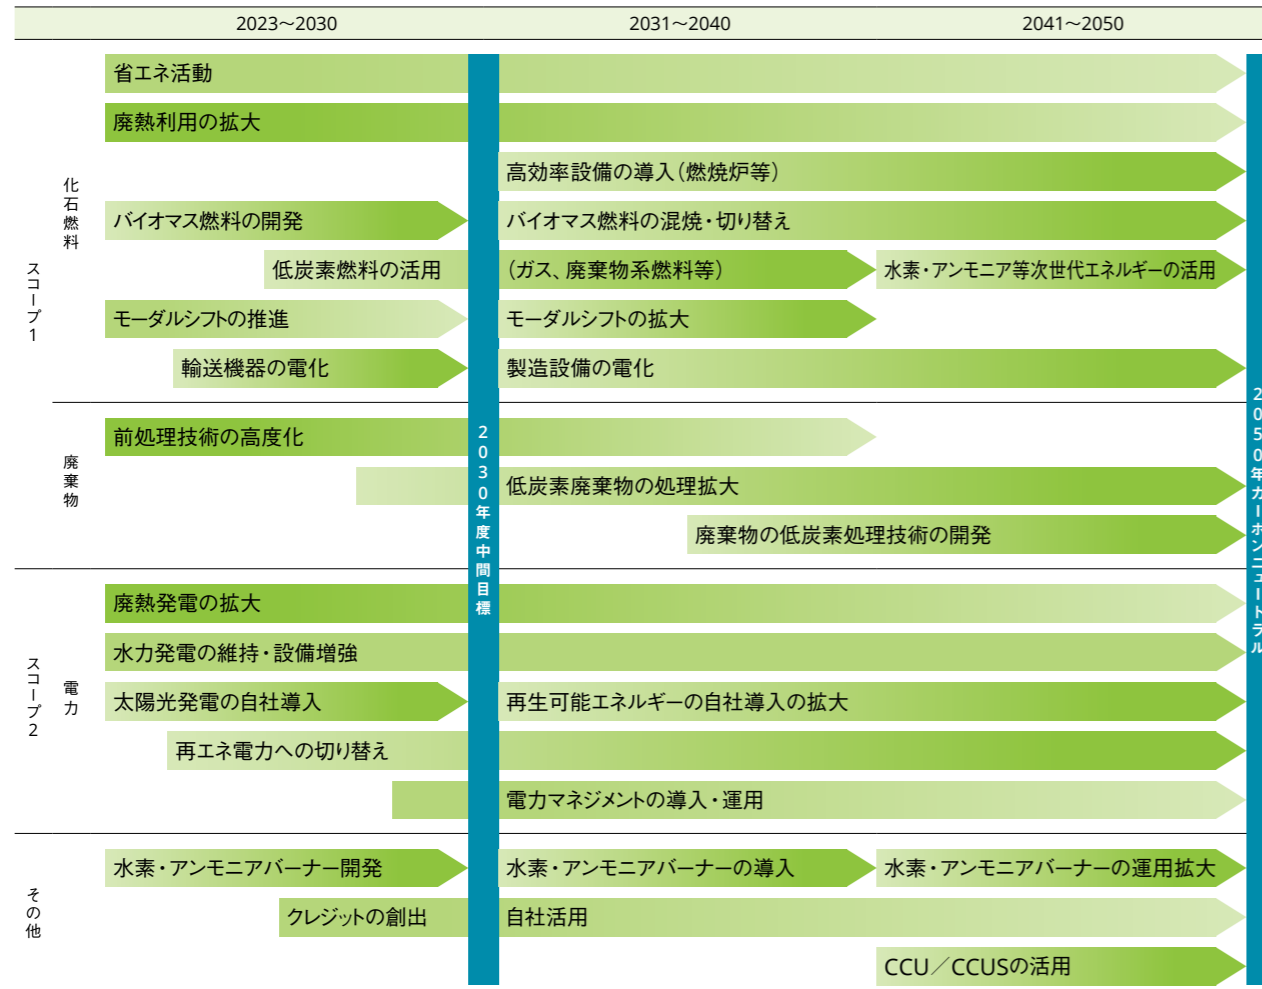 2023～2030
2031～2040
2041～2050
スコープ1
化石燃料
省エネ活動
廃熱利用の拡大
高効率設備の導入（燃焼炉等）
バイオマス燃料の開発
バイオマス燃料の混焼・切り替え
低炭素燃料の活用
（ガス、廃棄物系燃料等）
水素・アンモニア等次世代エネルギーの活用
モーダルシフトの推進
モーダルシフトの拡大
輸送機器の電化
製造設備の電化
廃棄物
前処理技術の高度化
低炭素廃棄物の処理拡大
廃棄物の低炭素処理技術の開発
スコープ2
電力
廃熱発電の拡大
水力発電の維持・設備増強
太陽光発電の自社導入
再生可能エネルギーの自社導入の拡大
再エネ電力への切り替え
電力マネジメントの導入・運用
その他
水素・アンモニアバーナー開発
水素・アンモニアバーナーの導入
水素・アンモニアバーナーの運用拡大
クレジットの創出
自社活用
CCU／CCUSの活用
2030年度中間目標
2050年カーボンニュートラル